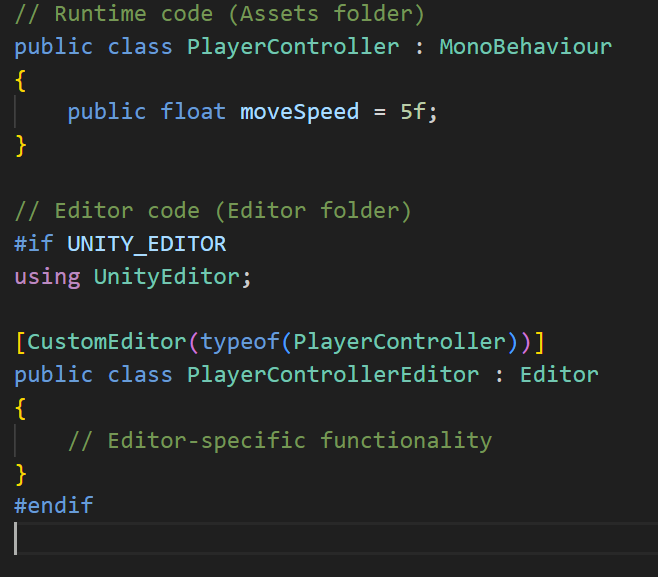 // Runtime code (Assets folder)
public class PlayerController : MonoBehaviour
{
    public float moveSpeed = 5f;
}

// Editor code (Editor folder)
#if UNITY_EDITOR
using UnityEditor;

[CustomEditor(typeof(PlayerController))]
public class PlayerControllerEditor : Editor
{
    // Editor-specific functionality
}
#endif